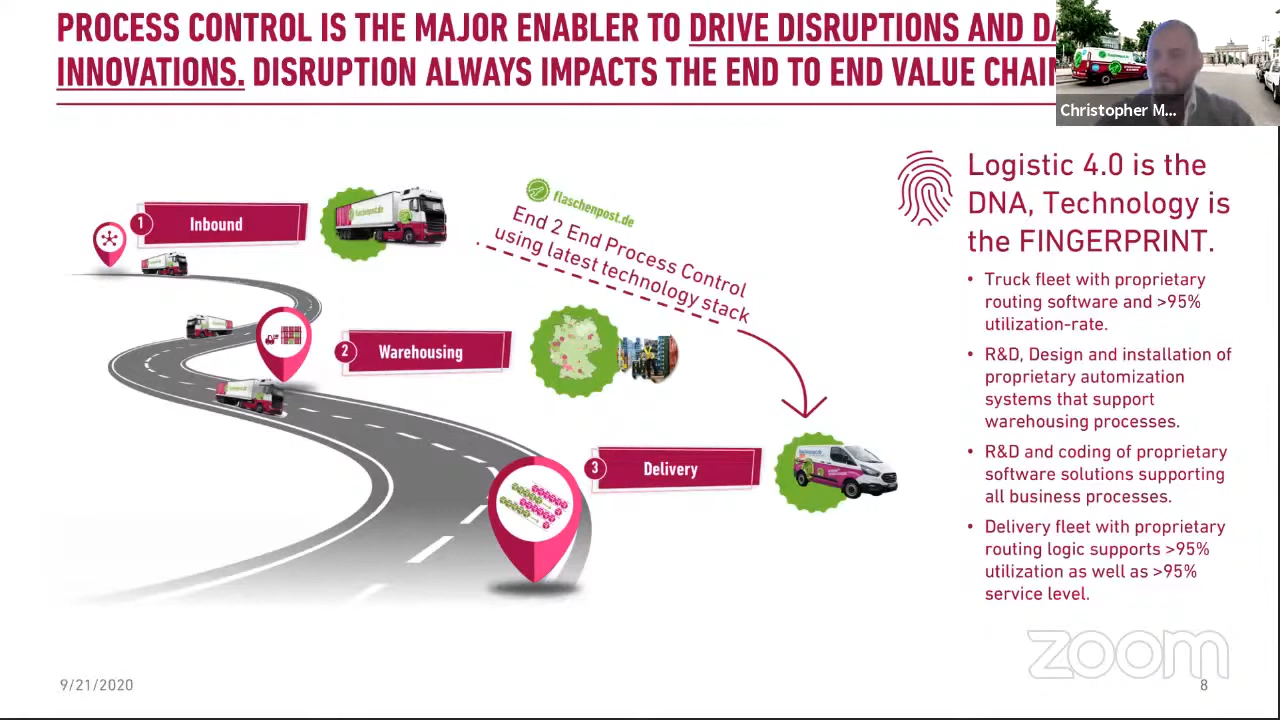 PROCESS CONTROL IS THE MAJOR ENABLER TO DRIVE DISRUPTIONS AND
INNOVATIONS. DISRUPTION ALWAYS IMPACTS THE END TO END VALUE
Christopher M...
1
Inbound
flaschenpost.de
End 2 End Process Control
using latest technology stack
2
Warehousing
3
Delivery
Logistic 4.0 is the
DNA, Technology is
the FINGERPRINT.
• Truck fleet with proprietary
routing software and >95%
utilization-rate.
• R&D, Design and installation of
proprietary automization
systems that support
warehousing processes.
• R&D and coding of proprietary
software solutions supporting
all business processes.
• Delivery fleet with proprietary
routing logic supports >95%
utilization as well as >95%
service level.
zoom
9/21/2020
8